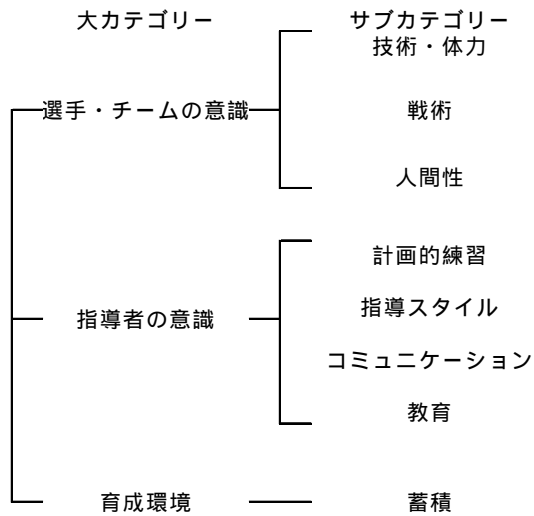 大カテゴリー
サブカテゴリー
選手・チームの意識
技術・体力
戦術
人間性
指導者の意識
計画的練習
指導スタイル
コミュニケーション
教育
育成環境
蓄積